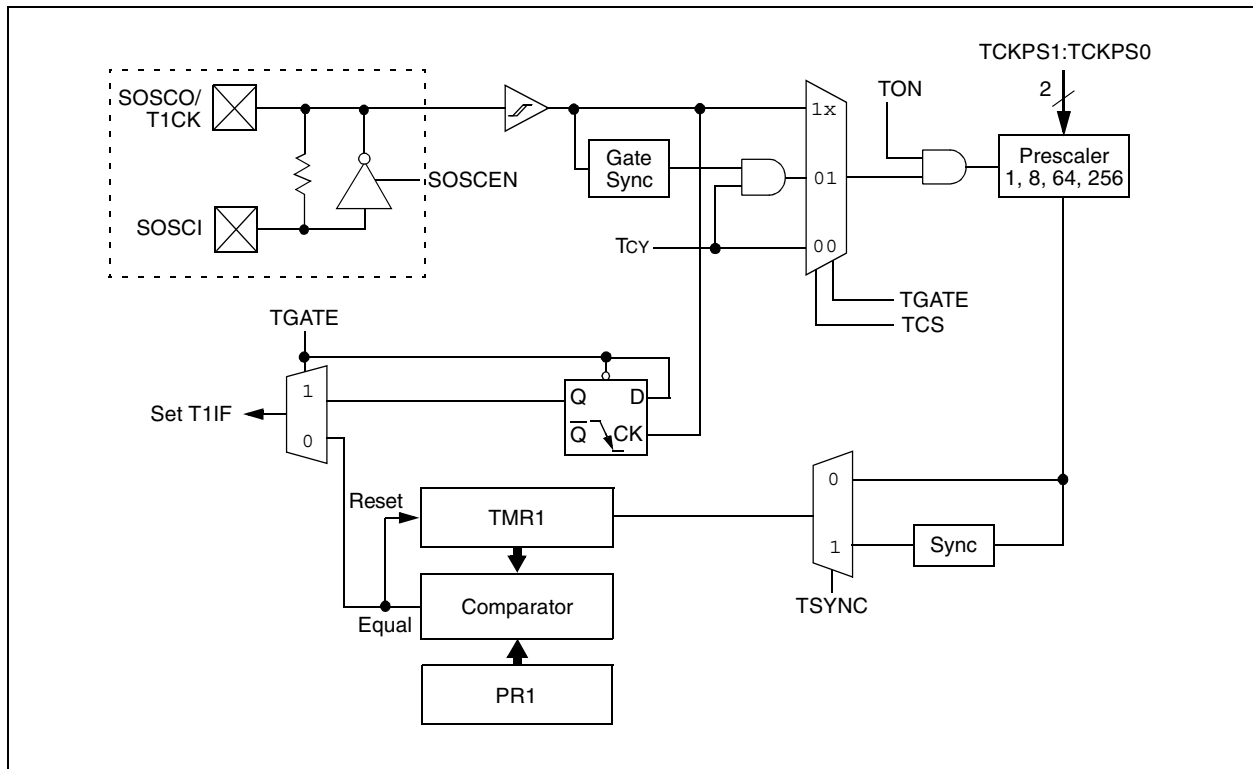 TCKPS1:TCKPS0
SOSCO/
T1CK
TON
2
1x
Gate
Sync
Prescaler
1, 8, 64, 256
SOSCEN
01
SOSCI
TCY
00
TGATE
TCS
TGATE
1
Q
D
Set T1IF
Q
CK
0
Reset
TMR1
0
1
Sync
Comparator
TSYNC
Equal
PR1